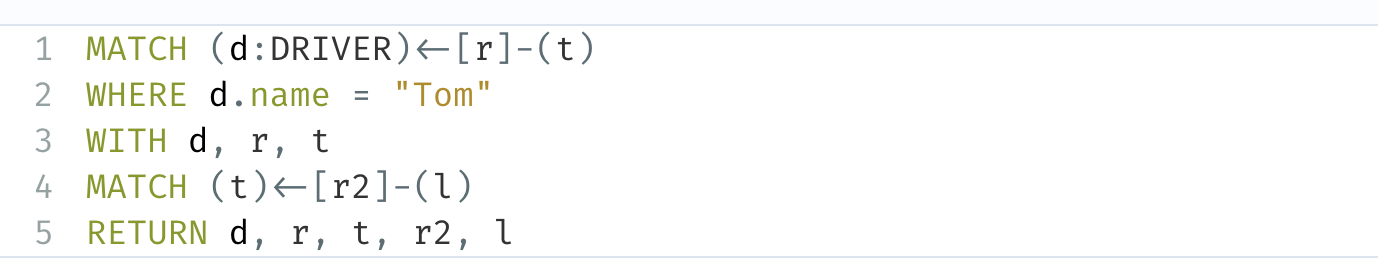 1 MATCH (d:DRIVER)<-[r]-(t)
2 WHERE d.name = "Tom"
3 WITH d, r, t
4 MATCH (t)<-[r2]-(l)
5 RETURN d, r, t, r2, l